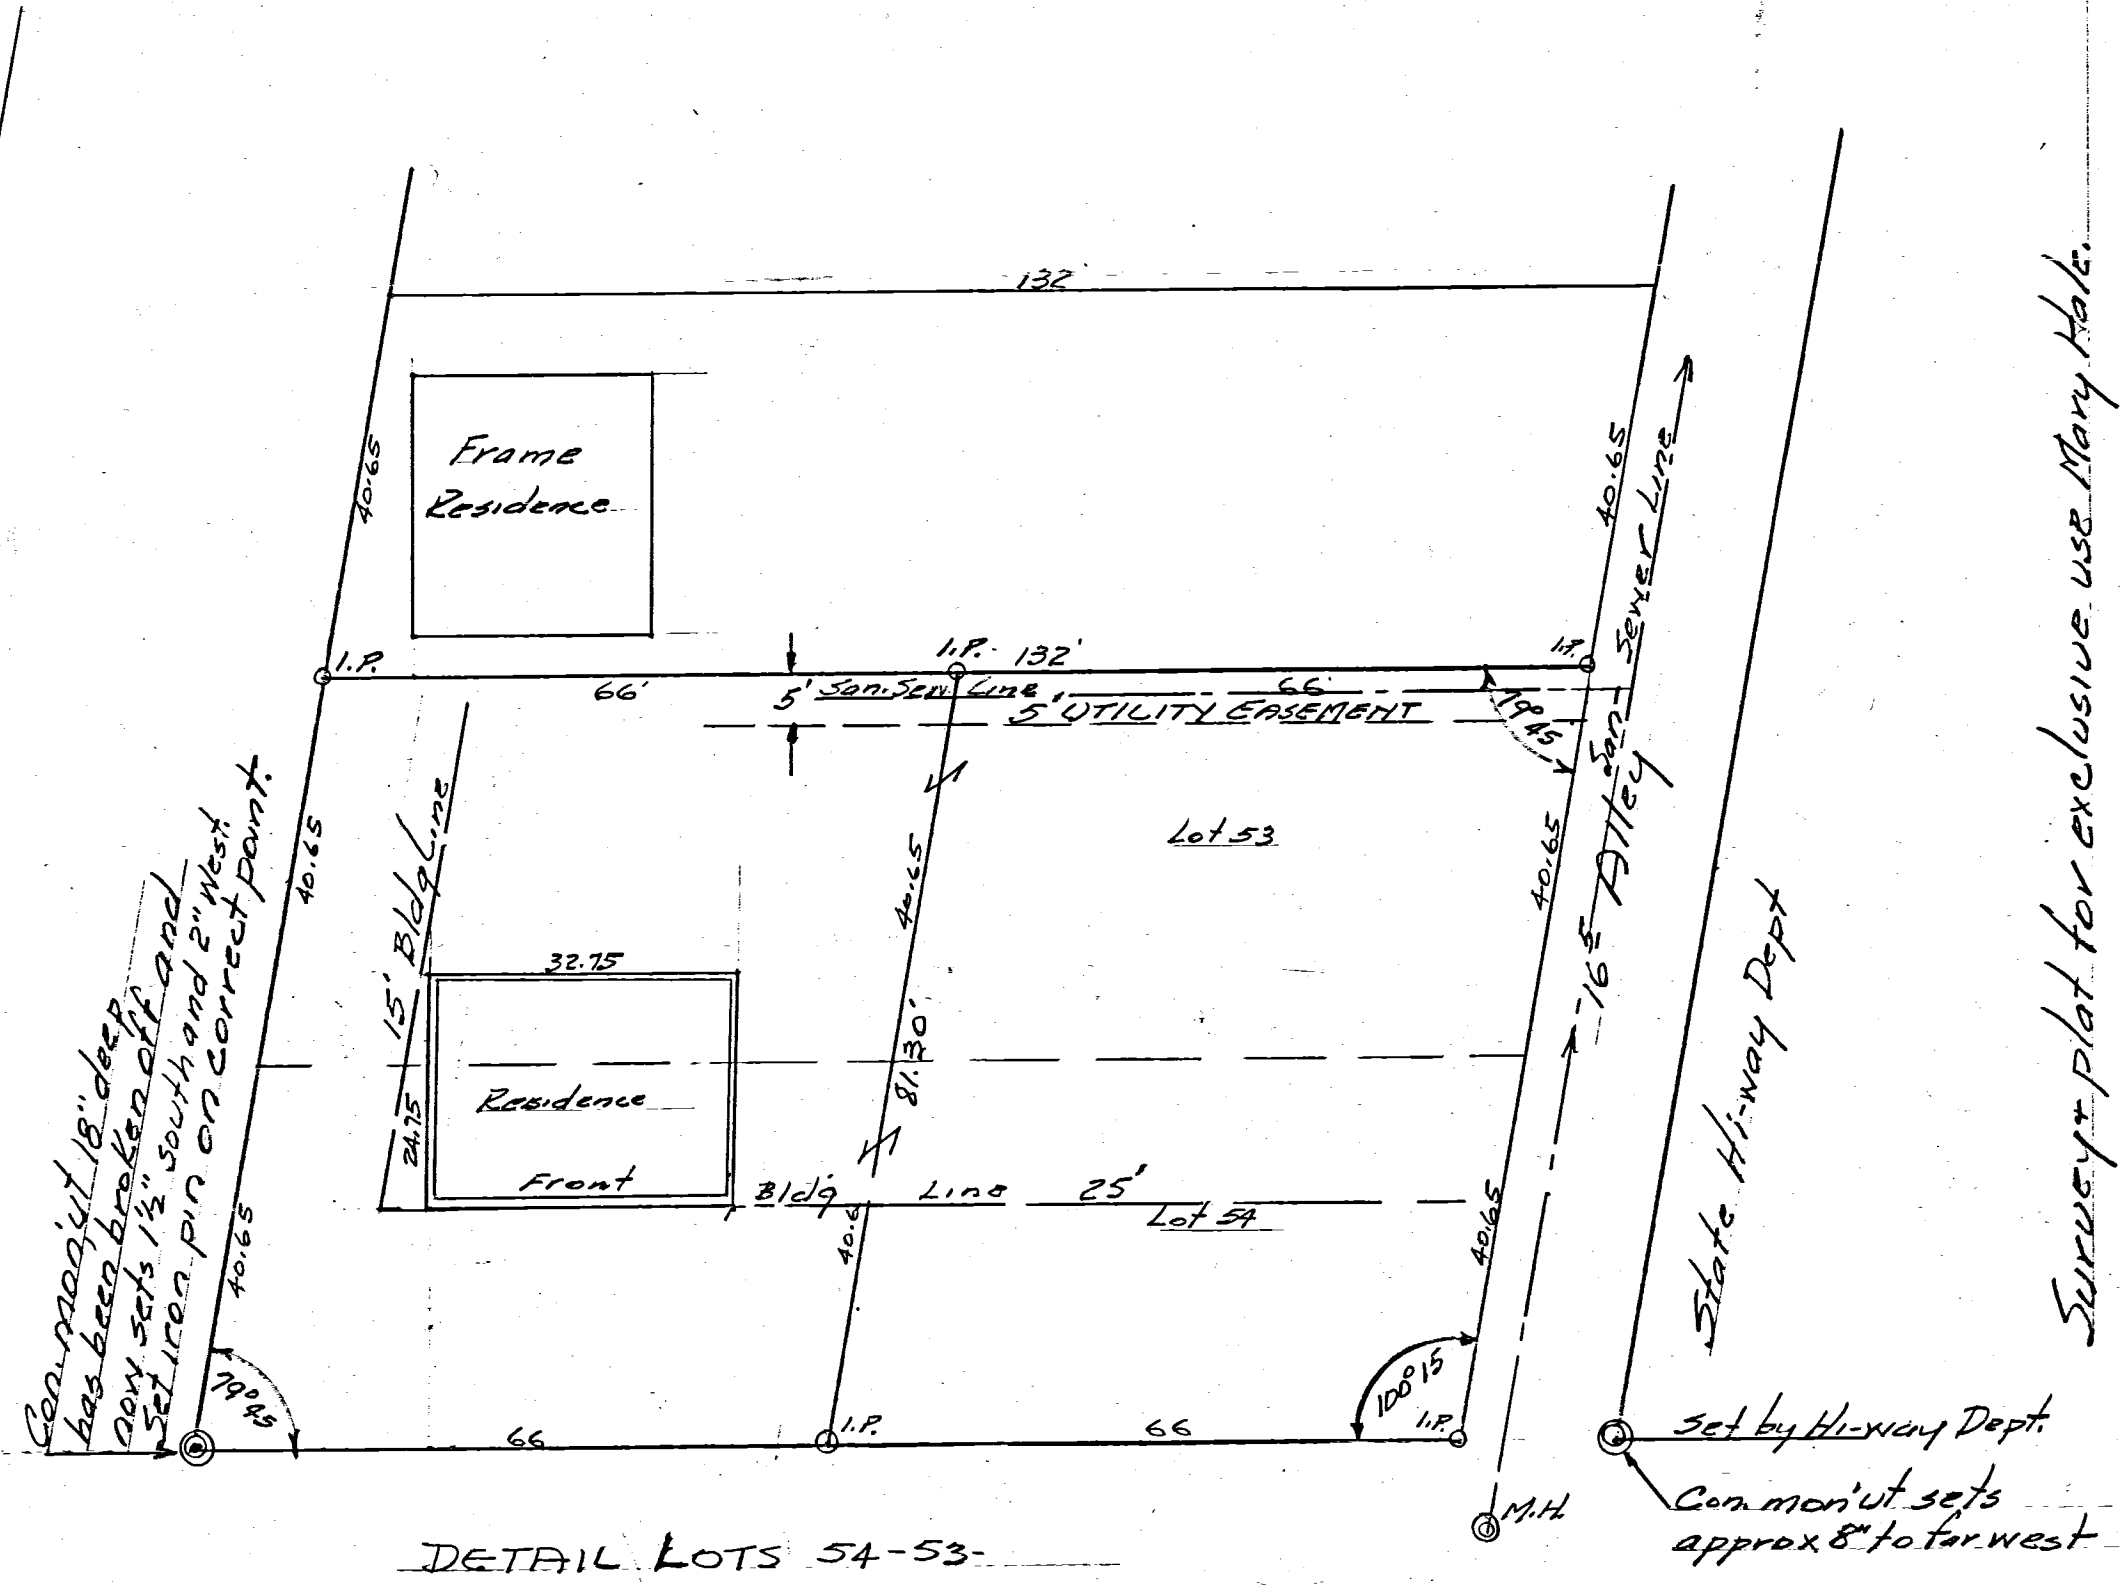 132
Frame
Residence
40.65
40.65
I.P.
I.P.
132'
I.P.
66'
5'
San. Sew. Line
66'
5' UTILITY EASEMENT
79° 45
San Sewer Line
15' Bldg Line
40.65
40.65
40.65
Lot 53
16⁵ Alley
32.75
24.75
Residence
Front
81.30'
Bldg Line 25'
Lot 54
40.65
40.6
40.65
State Hi-way Dept
79° 45
100° 15
66
I.P.
66
I.P.
Con. mon'ut 18" deep
has been broken off and
now sets 1½" south and 2" West.
Set iron pin on correct point.
Set by Hi-way Dept.
Con. mon'ut sets
approx 8" to far west
M.H.
DETAIL LOTS 54-53-
Survey + plat for exclusive use Mary Hale.